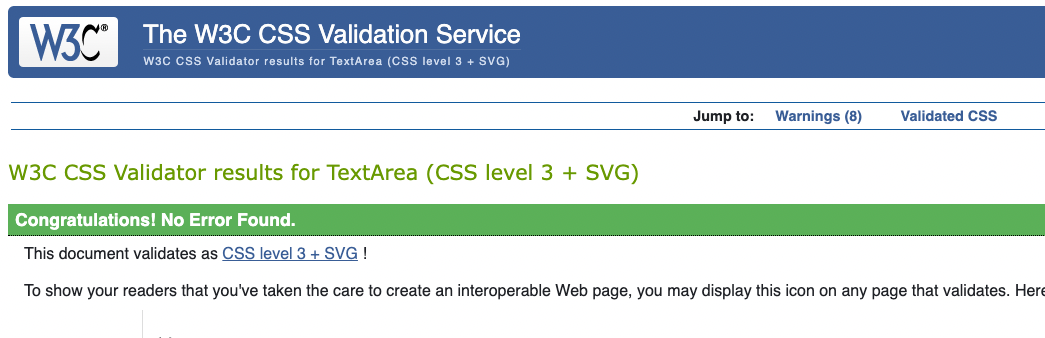 W3C®
The W3C CSS Validation Service
W3C CSS Validator results for TextArea (CSS level 3 + SVG)
Jump to: Warnings (8) Validated CSS
W3C CSS Validator results for TextArea (CSS level 3 + SVG)
Congratulations! No Error Found.
This document validates as CSS level 3 + SVG !
To show your readers that you've taken the care to create an interoperable Web page, you may display this icon on any page that validates. Here